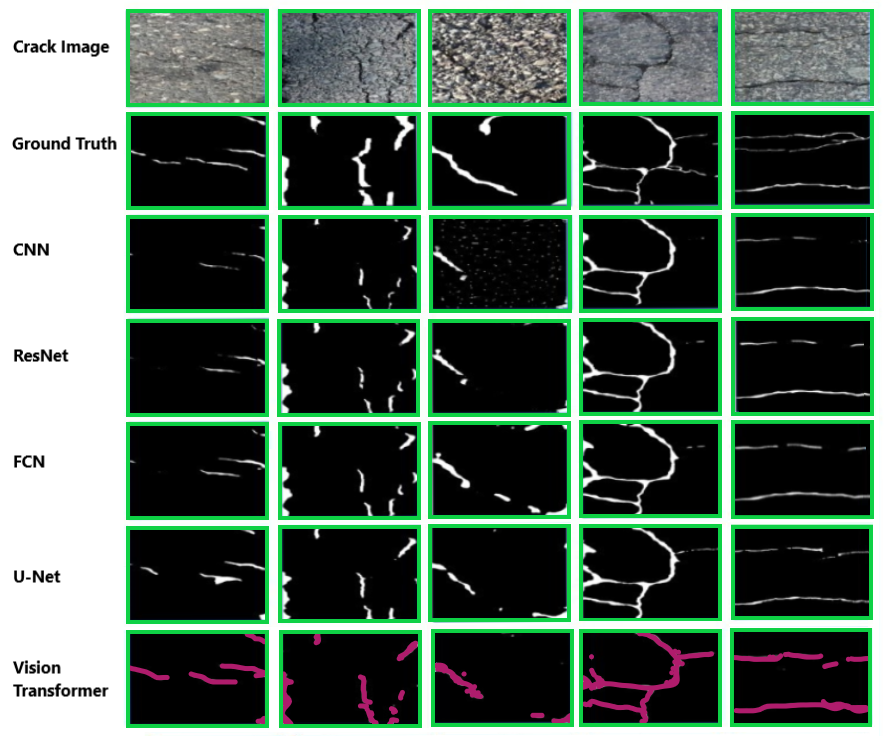 Crack Image
Ground Truth
CNN
ResNet
FCN
U-Net
Vision
Transformer